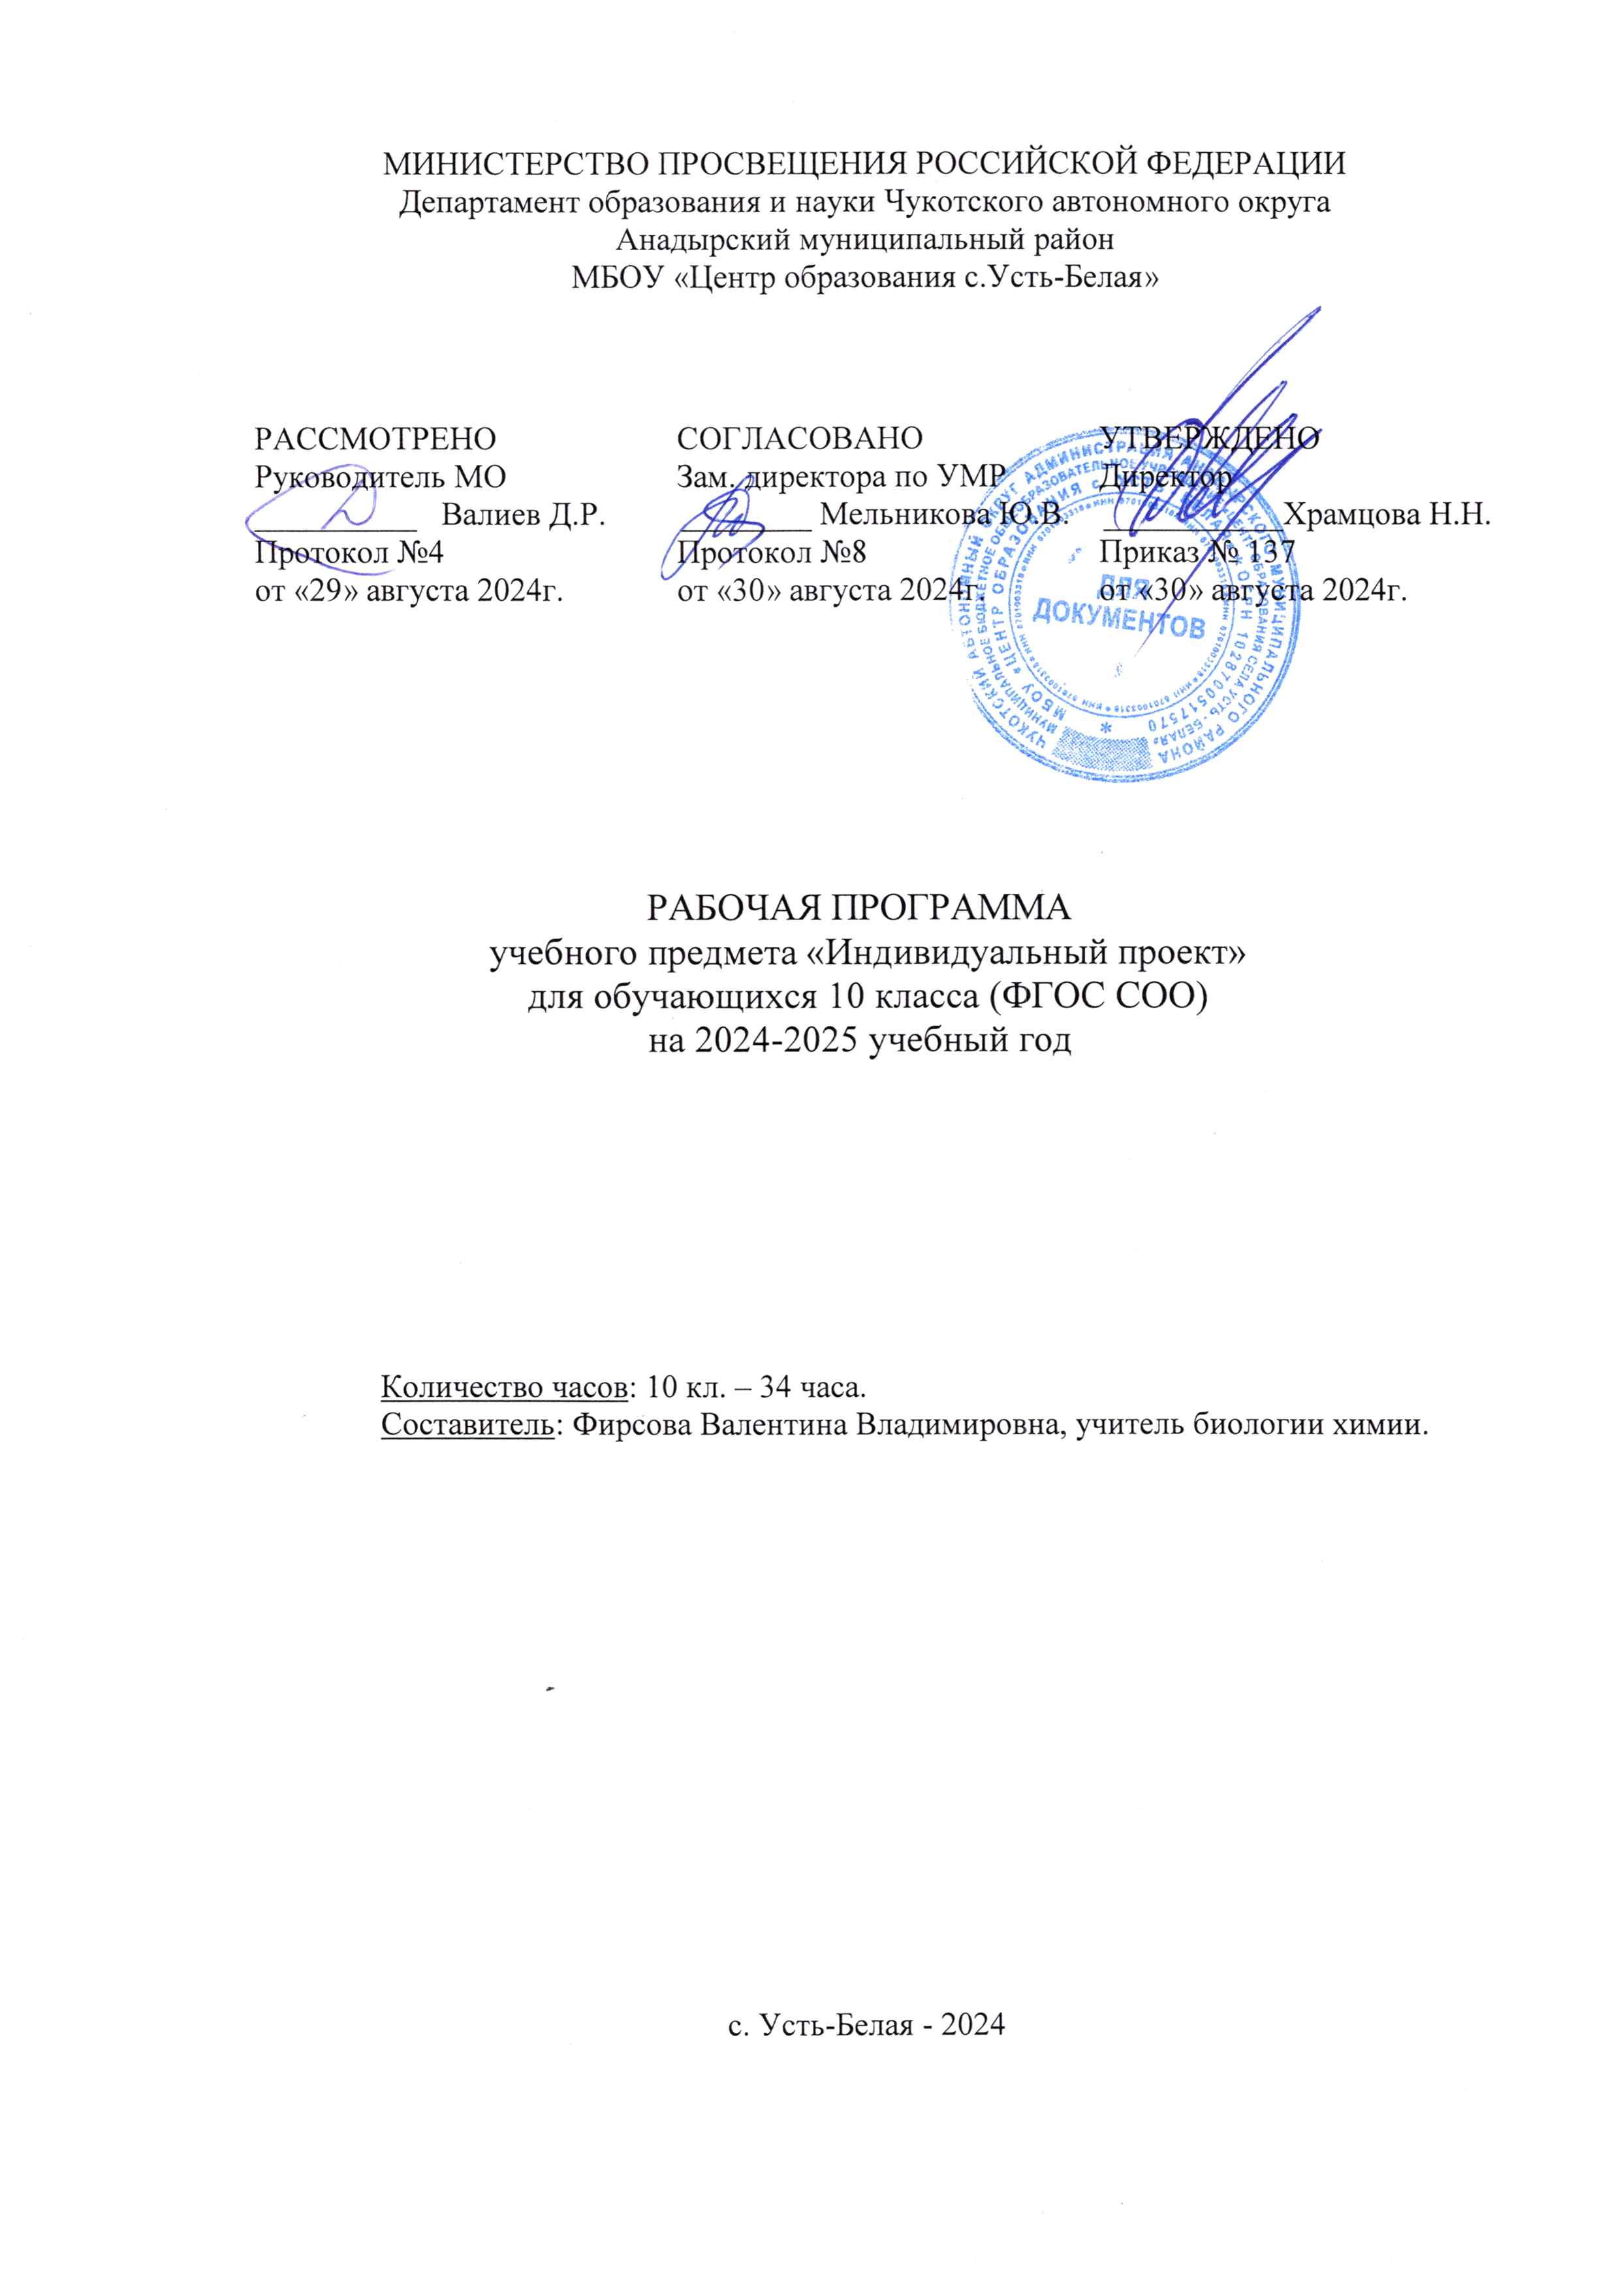 МИНИСТЕРСТВО ПРОСВЕЩЕНИЯ РОССИЙСКОЙ ФЕДЕРАЦИИ
Департамент образования и науки Чукотского автономного округа
Анадырский муниципальный район
МБОУ «Центр образования с.Усть-Белая»
РАССМОТРЕНО
Руководитель МО
__________ Валиев Д.Р.
Протокол №4
от «29» августа 2024г.
СОГЛАСОВАНО
Зам. директора по УМР
________ Мельникова Ю.В.
Протокол №8
от «30» августа 2024г.
УТВЕРЖДЕНО
Директор
___________Храмцова Н.Н.
Приказ № 137
от «30» августа 2024г.
ДЛЯ
ДОКУМЕНТОВ
РАБОЧАЯ ПРОГРАММА
учебного предмета «Индивидуальный проект»
для обучающихся 10 класса (ФГОС СОО)
на 2024-2025 учебный год
Количество часов: 10 кл. – 34 часа.
Составитель: Фирсова Валентина Владимировна, учитель биологии химии.
с. Усть-Белая - 2024